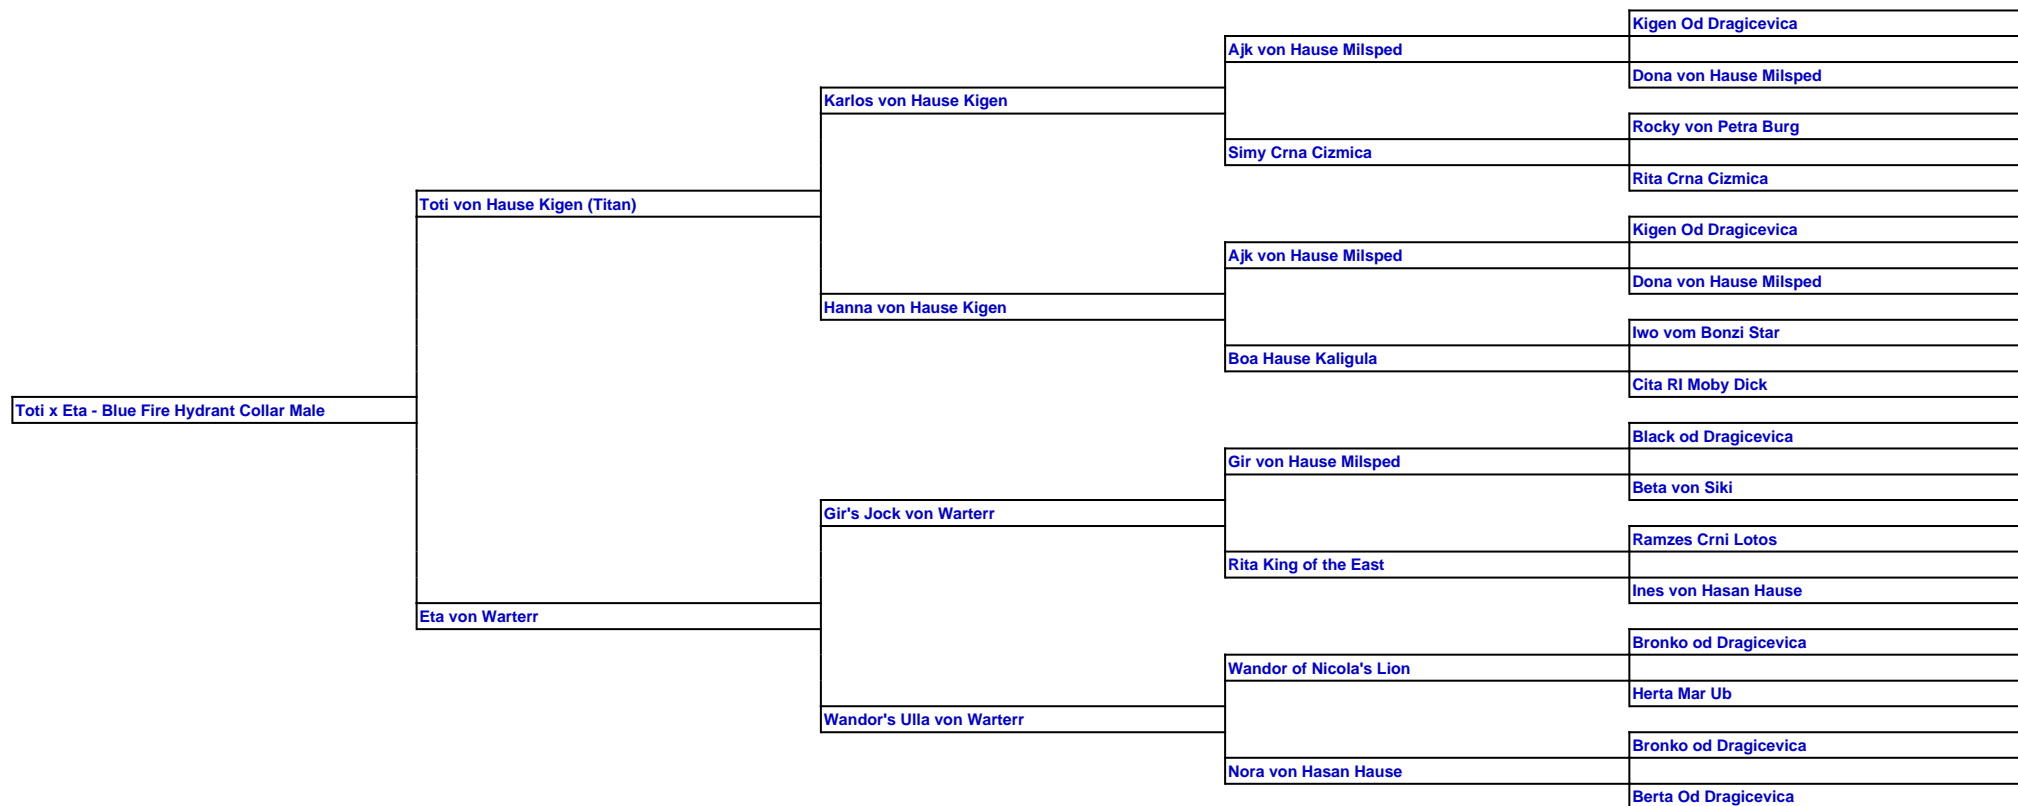 Kigen Od Dragicevica
Ajk von Hause Milsped
Dona von Hause Milsped
Karlos von Hause Kigen
Rocky von Petra Burg
Simy Crna Cizmica
Rita Crna Cizmica
Toti von Hause Kigen (Titan)
Kigen Od Dragicevica
Ajk von Hause Milsped
Dona von Hause Milsped
Hanna von Hause Kigen
Iwo vom Bonzi Star
Boa Hause Kaligula
Cita RI Moby Dick
Toti x Eta - Blue Fire Hydrant Collar Male
Black od Dragicevica
Gir von Hause Milsped
Beta von Siki
Gir's Jock von Warterr
Ramzes Crni Lotos
Rita King of the East
Ines von Hasan Hause
Eta von Warterr
Bronko od Dragicevica
Wandor of Nicola's Lion
Herta Mar Ub
Wandor's Ulla von Warterr
Bronko od Dragicevica
Nora von Hasan Hause
Berta Od Dragicevica